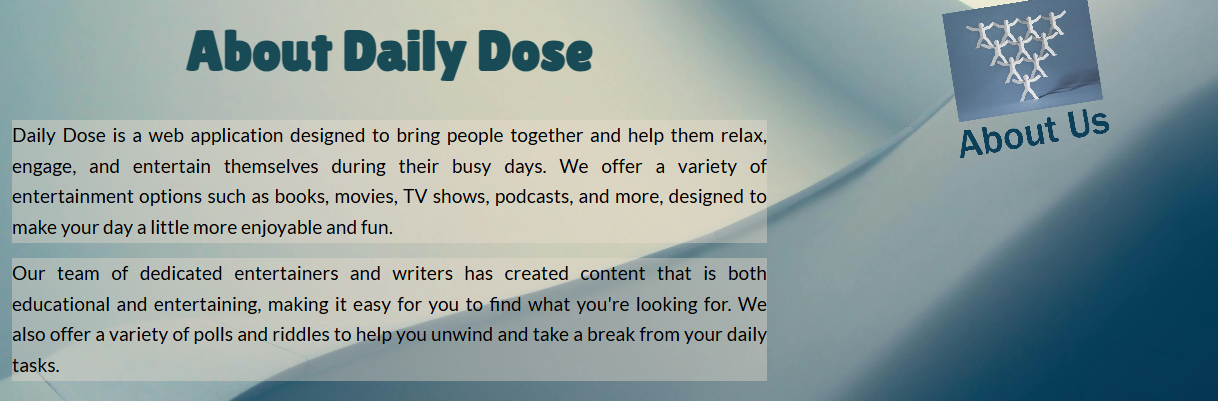 About Daily Dose
About Us
Daily Dose is a web application designed to bring people together and help them relax,
engage, and entertain themselves during their busy days. We offer a variety of
entertainment options such as books, movies, TV shows, podcasts, and more, designed to
make your day a little more enjoyable and fun.
Our team of dedicated entertainers and writers has created content that is both
educational and entertaining, making it easy for you to find what you're looking for. We
also offer a variety of polls and riddles to help you unwind and take a break from your daily
tasks.